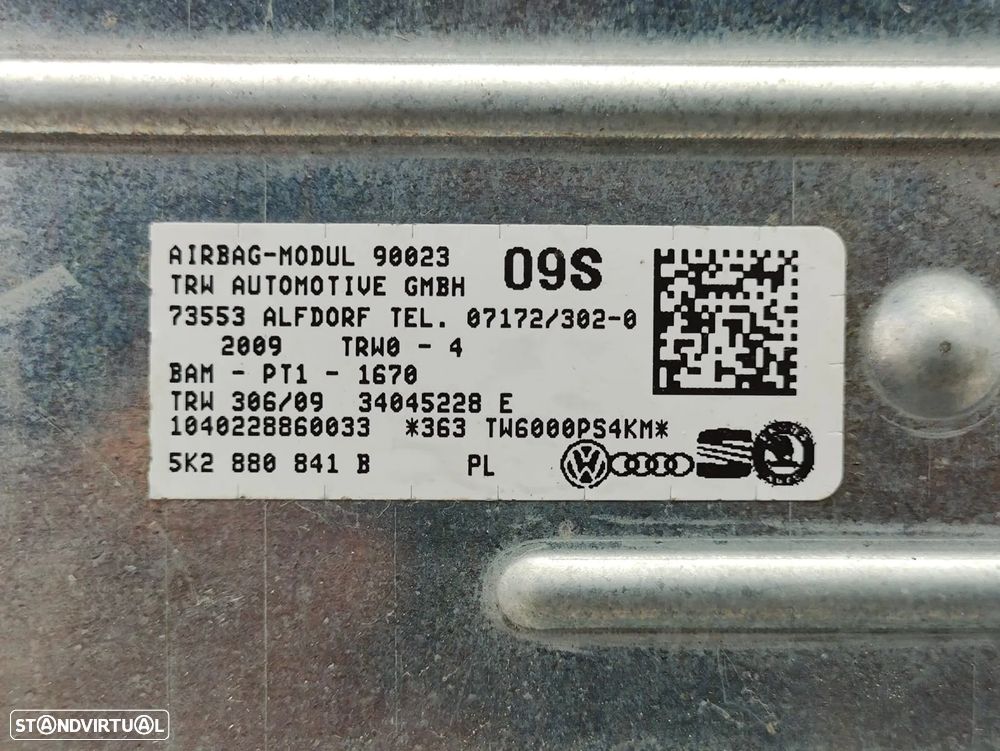 AIRBAG-MODUL 90023 09S
TRW AUTOMOTIVE GMBH
73553 ALFDORF TEL. 07172/302-0
2009 TRW0 - 4
BAM - PT1 - 1670
TRW 306/09 34045228 E
1040228860033 *363 TW6000PS4KM*
5K2 880 841 B PL
STANDVIRTUAL